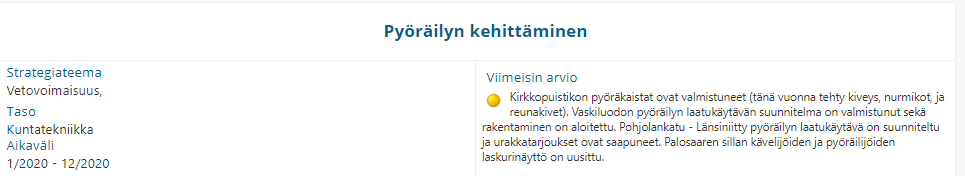 Pyöräilyn kehittäminen
Strategiateema
Vetovoimaisuus,
Taso
Kuntatekniikka
Aikaväli
1/2020 - 12/2020
Viimeisin arvio
Kirkkopuistikon pyöräkaistat ovat valmistuneet (tänä vuonna tehty kiveys, nurmikot, ja
reunakivet). Vaskiluodon pyöräilyn laatukäytävän suunnitelma on valmistunut sekä
rakentaminen on aloitettu. Pohjolankatu - Länsiniitty pyöräilyn laatukäytävä on suunniteltu
ja urakkatarjoukset ovat saapuneet. Palosaaren sillan kävelijöiden ja pyöräilijöiden
laskurinäyttö on uusittu.